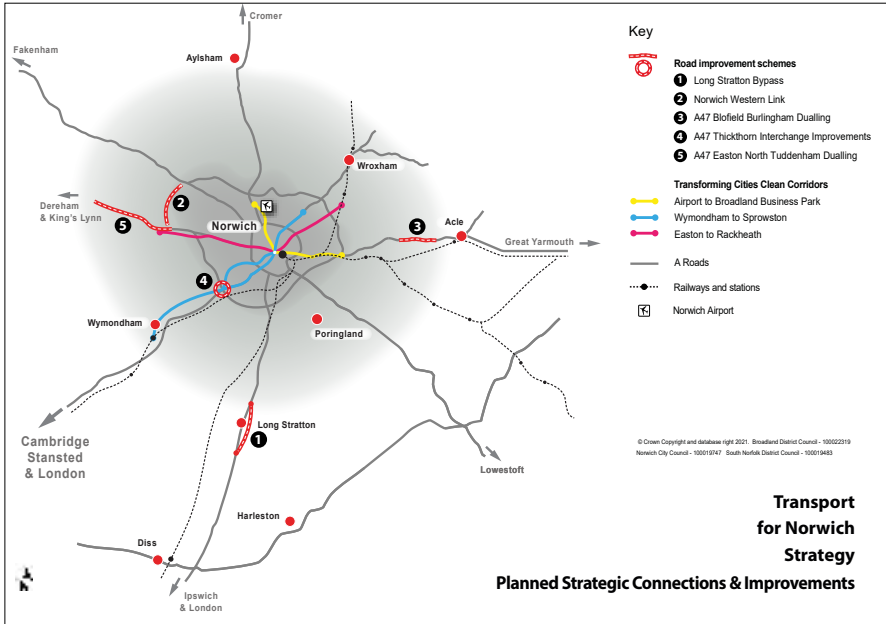 Cromer
Fakenham
Aylsham
Wroxham
Dereham
& King's Lynn
2
5
Norwich
3
Acle
Great Yarmouth
4
Wymondham
Poringland
Cambridge
Stansted
& London
Long Stratton
1
Lowestoft
Harleston
Diss
Ipswich
& London
Key
Road improvement schemes
1 Long Stratton Bypass
2 Norwich Western Link
3 A47 Blofield Burlingham Dualling
4 A47 Thickthorn Interchange Improvements
5 A47 Easton North Tuddenham Dualling
Transforming Cities Clean Corridors
Airport to Broadland Business Park
Wymondham to Sprowston
Easton to Rackheath
A Roads
Railways and stations
Norwich Airport
© Crown Copyright and database right 2021. Broadland District Council - 100022319
Norwich City Council - 100019747 South Norfolk District Council - 100019483
Transport
for Norwich
Strategy
Planned Strategic Connections & Improvements